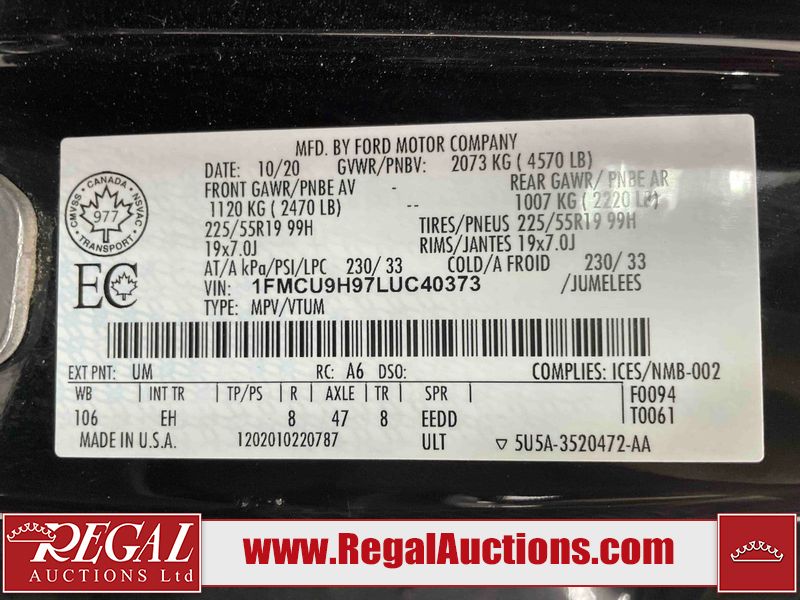 MFD. BY FORD MOTOR COMPANY
DATE: 10/20 GVWR/PNBV: 2073 KG ( 4570 LB)
FRONT GAWR/PNBE AV - REAR GAWR/ PNBE AR
1120 KG ( 2470 LB) -- 1007 KG ( 2220 LB)
225/55R19 99H TIRES/PNEUS 225/55R19 99H
19x7.0J RIMS/JANTES 19x7.0J
AT/A kPa/PSI/LPC 230/ 33 COLD/A FROID 230/ 33
VIN: 1FMCU9H97LUC40373 /JUMELEES
TYPE: MPV/VTUM
CANADA
CMVSS 977 NSVAC
TRANSPORT
EC
EXT PNT: UM RC: A6 DSO: COMPLIES: ICES/NMB-002
WB INT TR TP/PS R AXLE TR SPR F0094
106 EH 8 47 8 EEDD T0061
MADE IN U.S.A. 1202010220787 ULT ▽ 5U5A-3520472-AA
REGAL
AUCTIONS Ltd
www.RegalAuctions.com